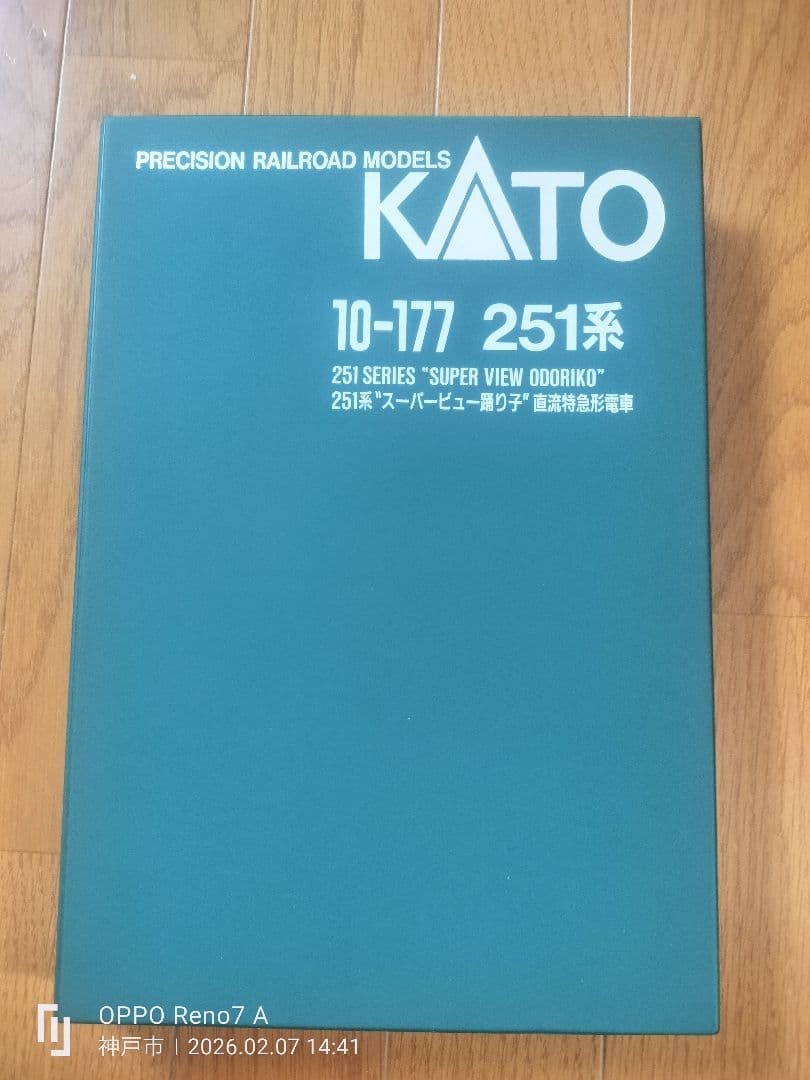 PRECISION RAILROAD MODELS
KATO
10-177 251系
251 SERIES "SUPER VIEW ODORIKO"
251系"スーパービュー踊り子"直流特急形電車
OPPO Reno7 A
神戸市 | 2026.02.07 14:41